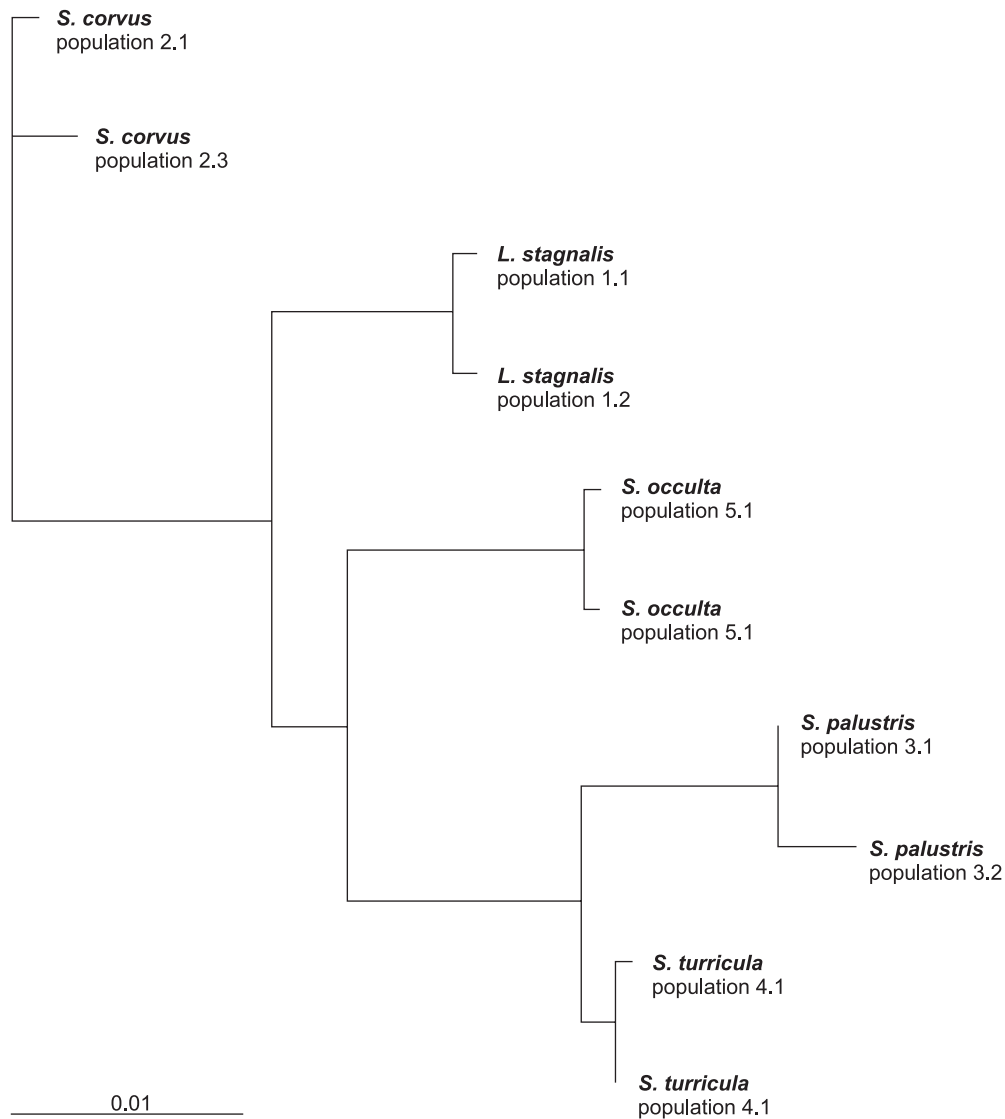 S. corvus
population 2.1
S. corvus
population 2.3
L. stagnalis
population 1.1
L. stagnalis
population 1.2
S. occulta
population 5.1
S. occulta
population 5.1
S. palustris
population 3.1
S. palustris
population 3.2
S. turricula
population 4.1
S. turricula
population 4.1
0.01